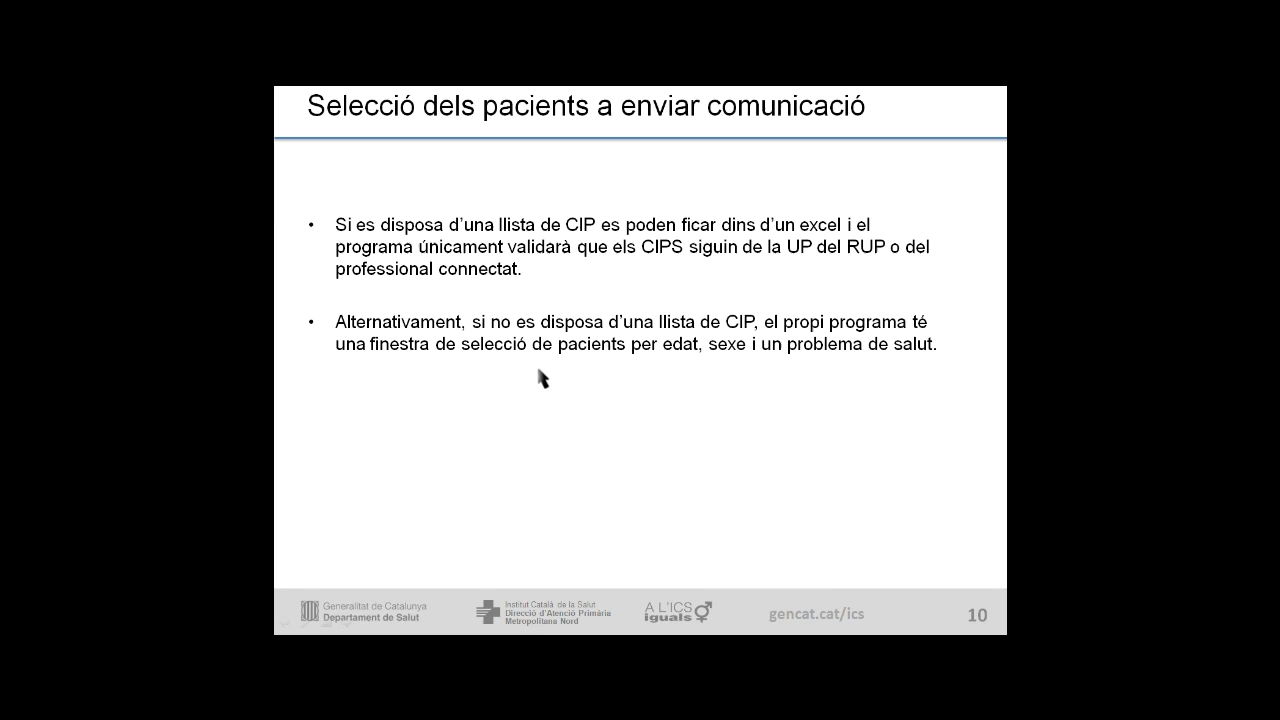 Selecció dels pacients a enviar comunicació
• Si es disposa d'una llista de CIP es poden ficar dins d'un excel i el
programa únicament validarà que els CIPS siguin de la UP del RUP o del
professional connectat.
• Alternativament, si no es disposa d'una llista de CIP, el propi programa té
una finestra de selecció de pacients per edat, sexe i un problema de salut.
Generalitat de Catalunya
Departament de Salut
Institut Català de la Salut
Direcció d'Atenció Primària
Metropolitana Nord
A L'ICS
iguals
gencat.cat/ics
10